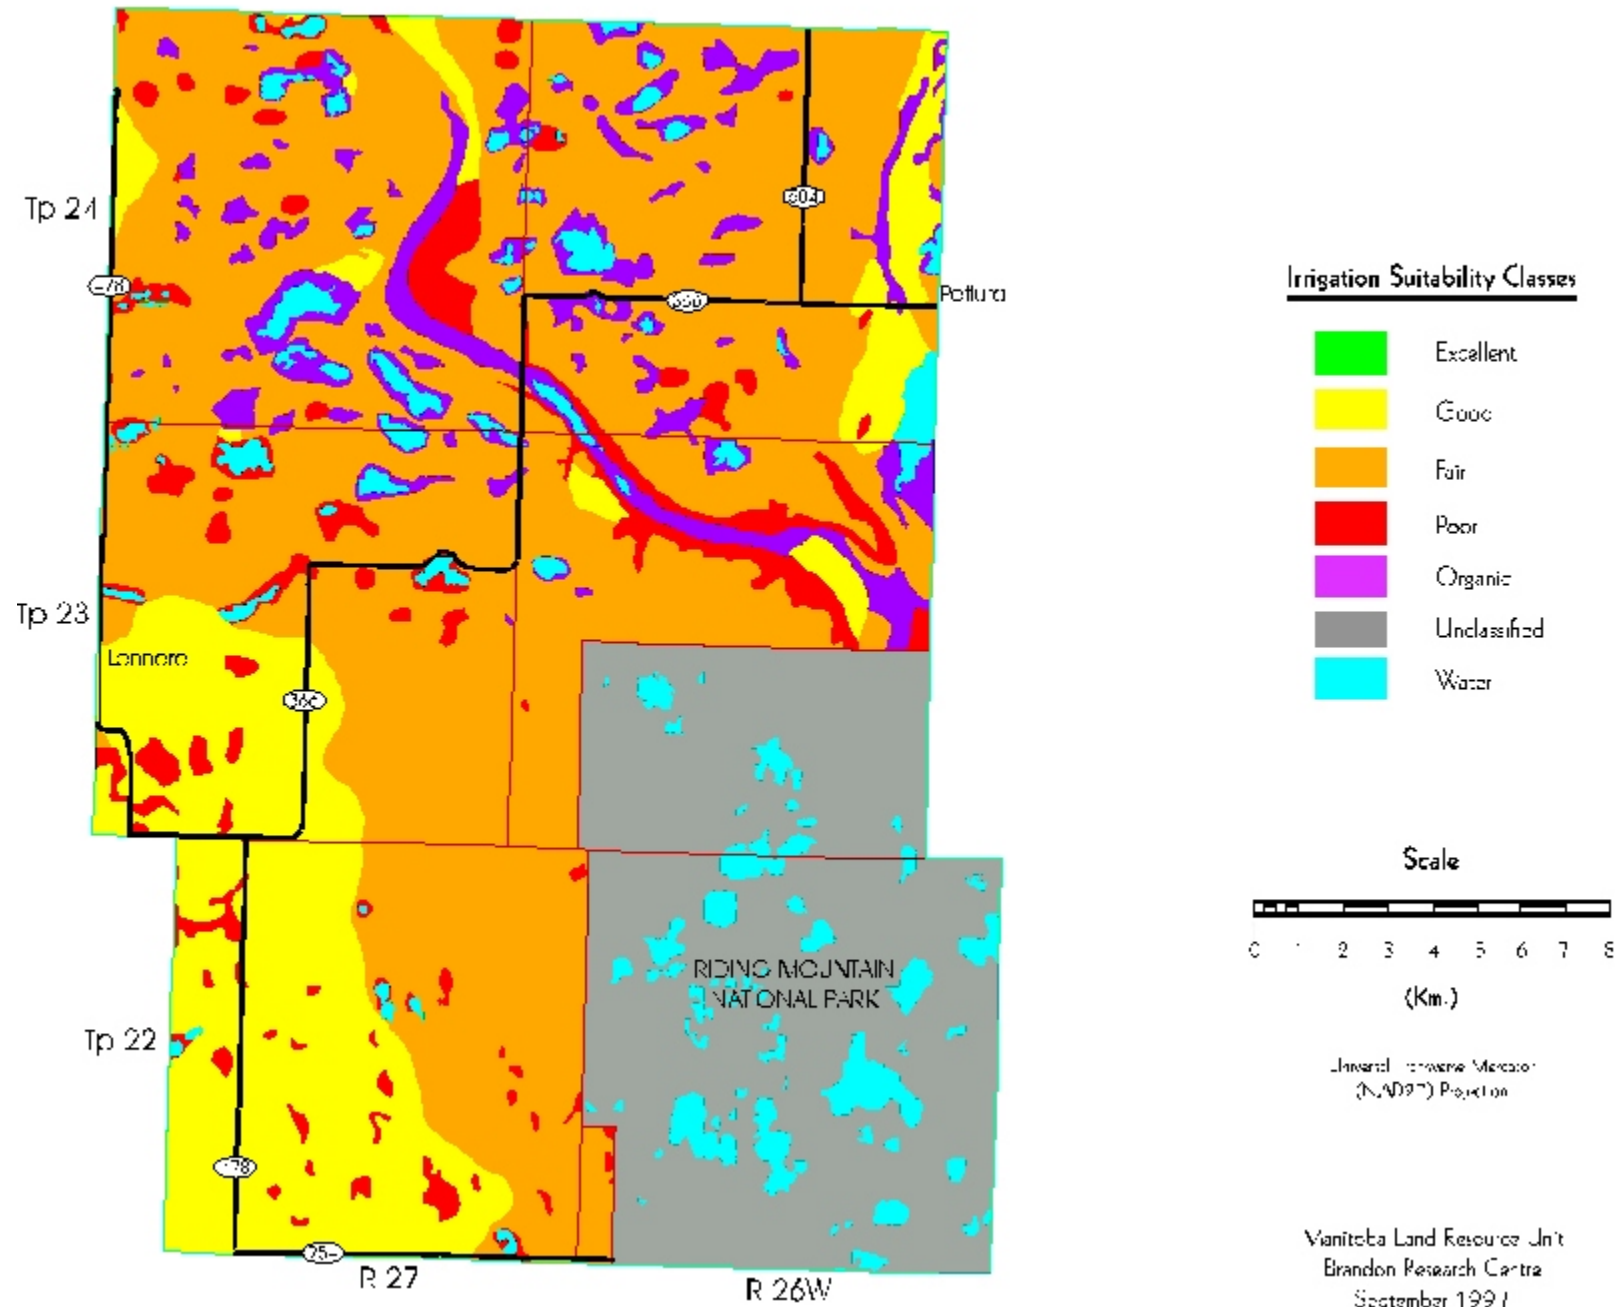 Tp 24
Tp 23
Tp 22
RIDING MOUNTAIN
NATIONAL PARK
R 27
R 26W
Irrigation Suitability Classes
Excellent
Good
Fair
Poor
Organic
Unclassified
Water
Scale
0 1 2 3 4 5 6 7 8
(Km.)
Projection
Manitoba Land Resource Unit
Brandon Research Centre
September